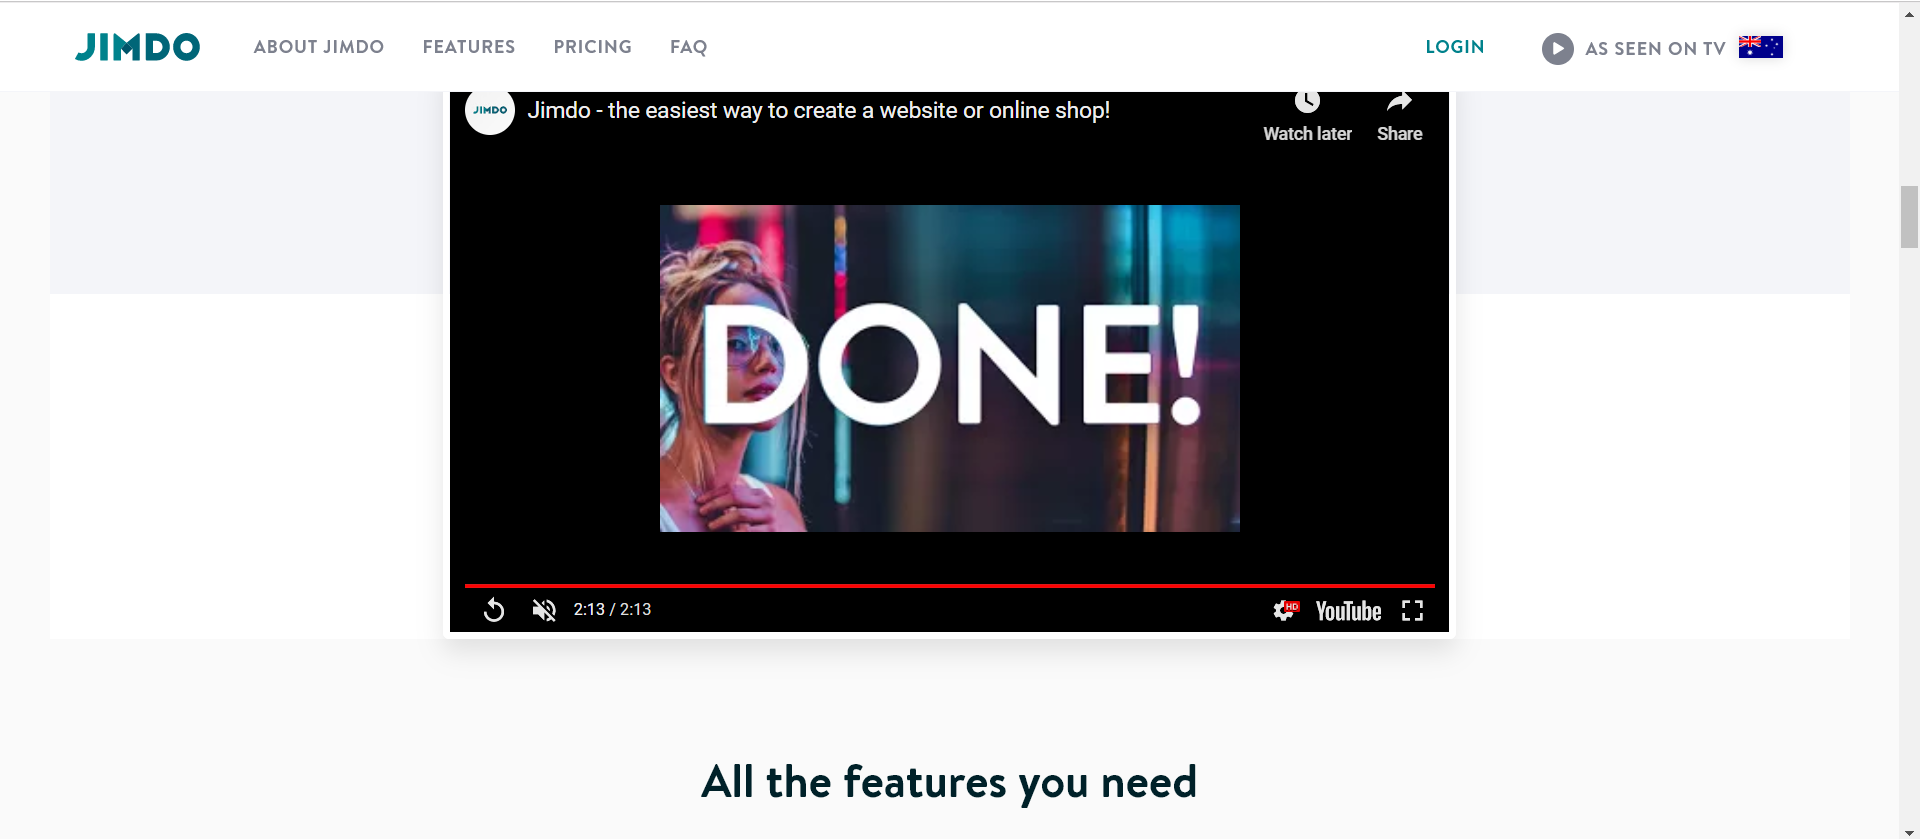 JIMDO ABOUT JIMDO FEATURES PRICING FAQ LOGIN AS SEEN ON TV
JIMDO Jimdo - the easiest way to create a website or online shop!
Watch later Share
DONE!
2:13 / 2:13 HD YouTube
All the features you need